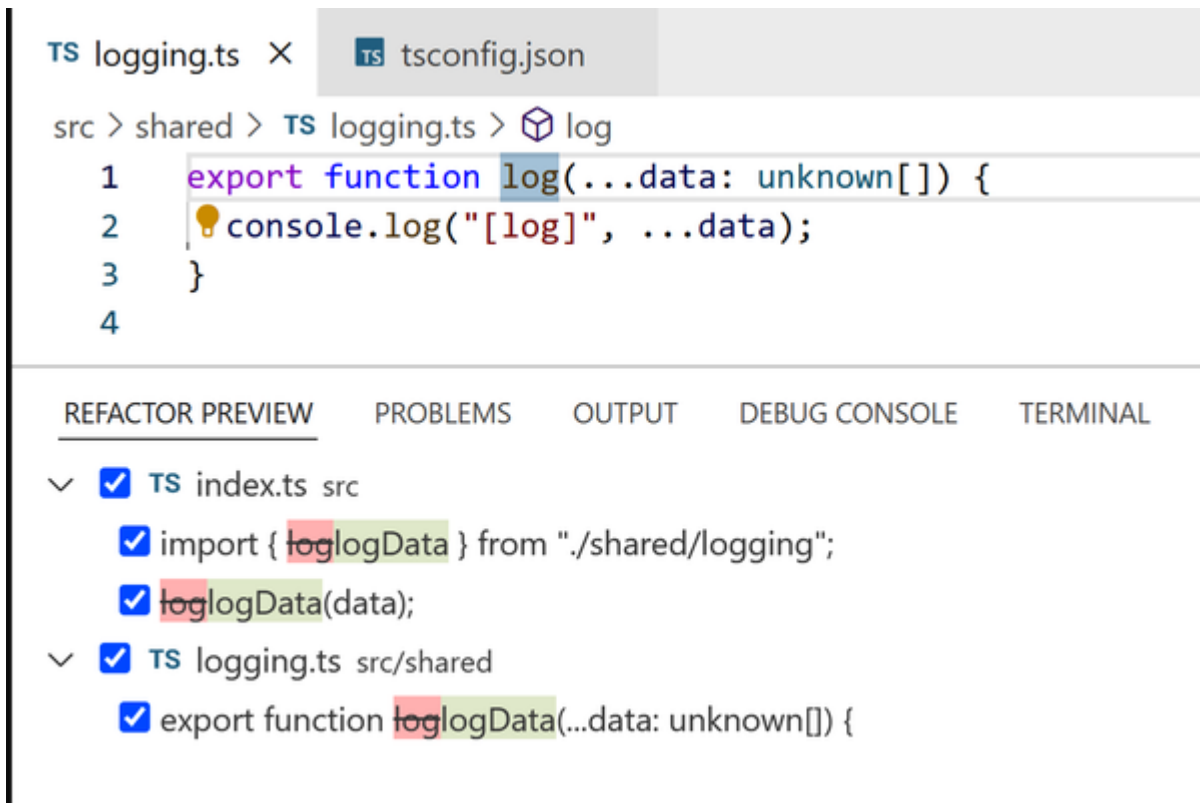 TS logging.ts ×
TS tsconfig.json
src > shared > TS logging.ts > log
1 export function log(...data: unknown[]) {
2 console.log("[log]", ...data);
3 }
4
REFACTOR PREVIEW PROBLEMS OUTPUT DEBUG CONSOLE TERMINAL
TS index.ts src
import { loglogData } from "./shared/logging";
loglogData(data);
TS logging.ts src/shared
export function loglogData(...data: unknown[]) {